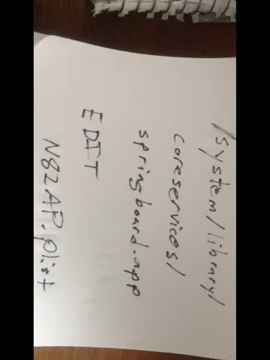 /system/library/
coreservices/
springboard.app
EDIT
N82AP.plist